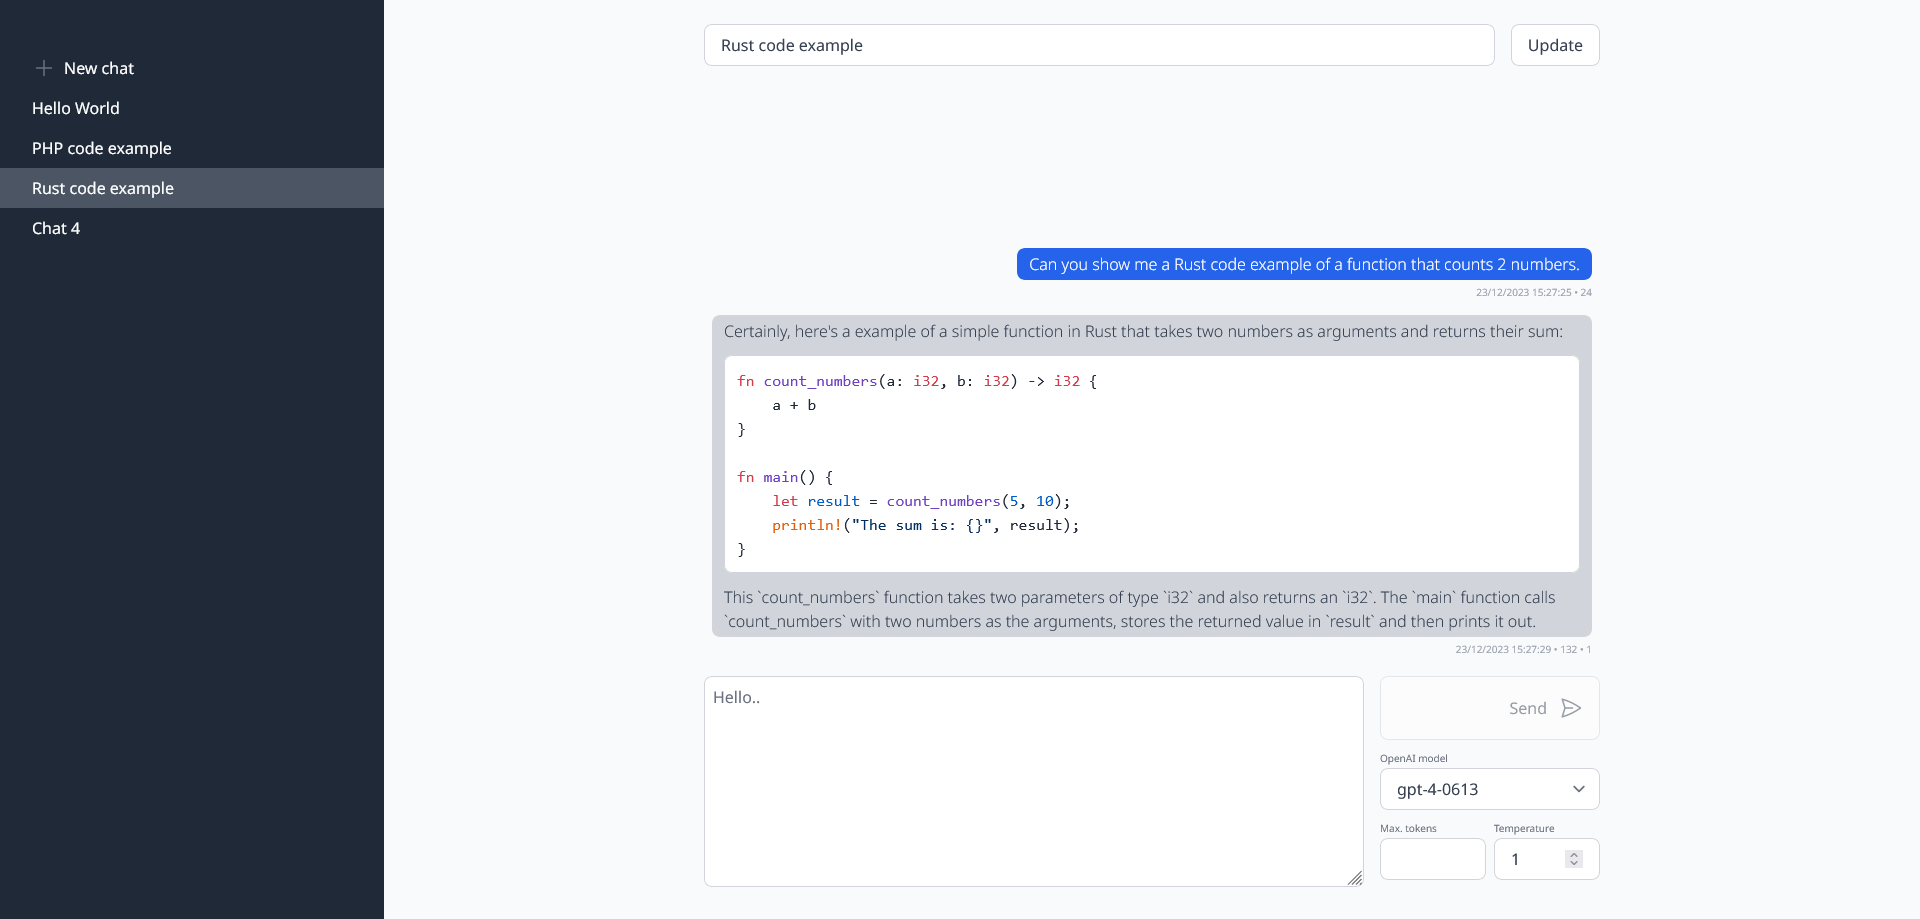 New chat
Hello World
PHP code example
Rust code example
Chat 4
Rust code example
Update
Can you show me a Rust code example of a function that counts 2 numbers.
23/12/2023 15:27:25 • 24
Certainly, here's a example of a simple function in Rust that takes two numbers as arguments and returns their sum:
fn count_numbers(a: i32, b: i32) -> i32 {
    a + b
}

fn main() {
    let result = count_numbers(5, 10);
    println!("The sum is: {}", result);
}
This `count_numbers` function takes two parameters of type `i32` and also returns an `i32`. The `main` function calls
`count_numbers` with two numbers as the arguments, stores the returned value in `result` and then prints it out.
23/12/2023 15:27:29 • 132 • 1
Hello..
Send
OpenAI model
gpt-4-0613
Max. tokens
Temperature
1